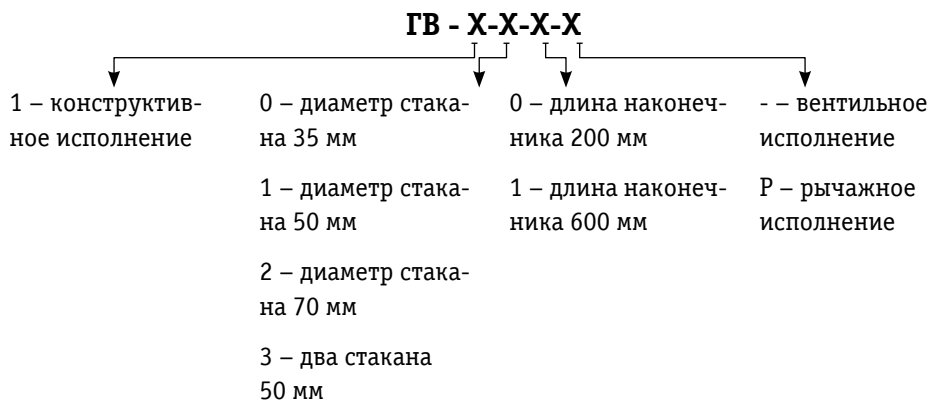 ГВ - Х-Х-Х-Х
1 – конструктив-
ное исполнение
0 – диаметр стака-
на 35 мм
1 – диаметр стака-
на 50 мм
2 – диаметр стака-
на 70 мм
3 – два стакана
50 мм
0 – длина наконеч-
ника 200 мм
1 – длина наконеч-
ника 600 мм
- – вентильное
исполнение
Р – рычажное
исполнение